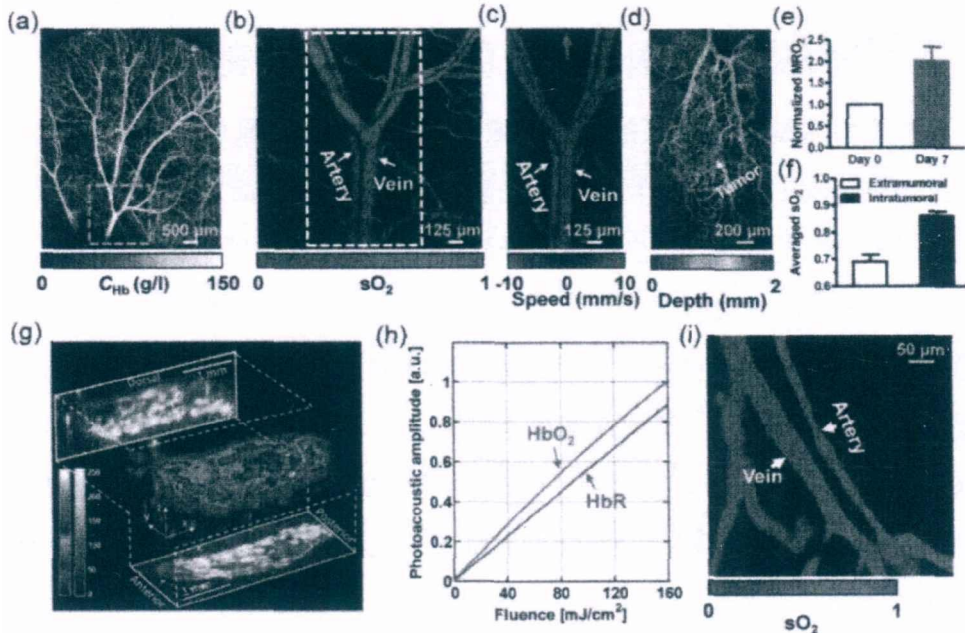 (a)
500 µm
0 150
C_Hb (g/l)
(b)
Artery
Vein
125 µm
0 1
sO₂
(c)
Artery
Vein
125 µm
-10 0 10
Speed (mm/s)
(d)
Tumor
200 µm
0 2
Depth (mm)
(e)
Normalized MRO₂
2.5
2.0
1.5
1.0
0.5
0.0
Day 0 Day 7
(f)
Averaged sO₂
Extramumoral
Intratumoral
0.9
0.8
0.7
0.6
(g)
Dorsal
1 mm
Posterior
Anterior
(h)
Photoacoustic amplitude [a.u.]
1
0.8
0.6
0.4
0.2
0
HbO₂
HbR
0 40 80 120 160
Fluence [mJ/cm²]
(i)
50 µm
Artery
Vein
0 1
sO₂